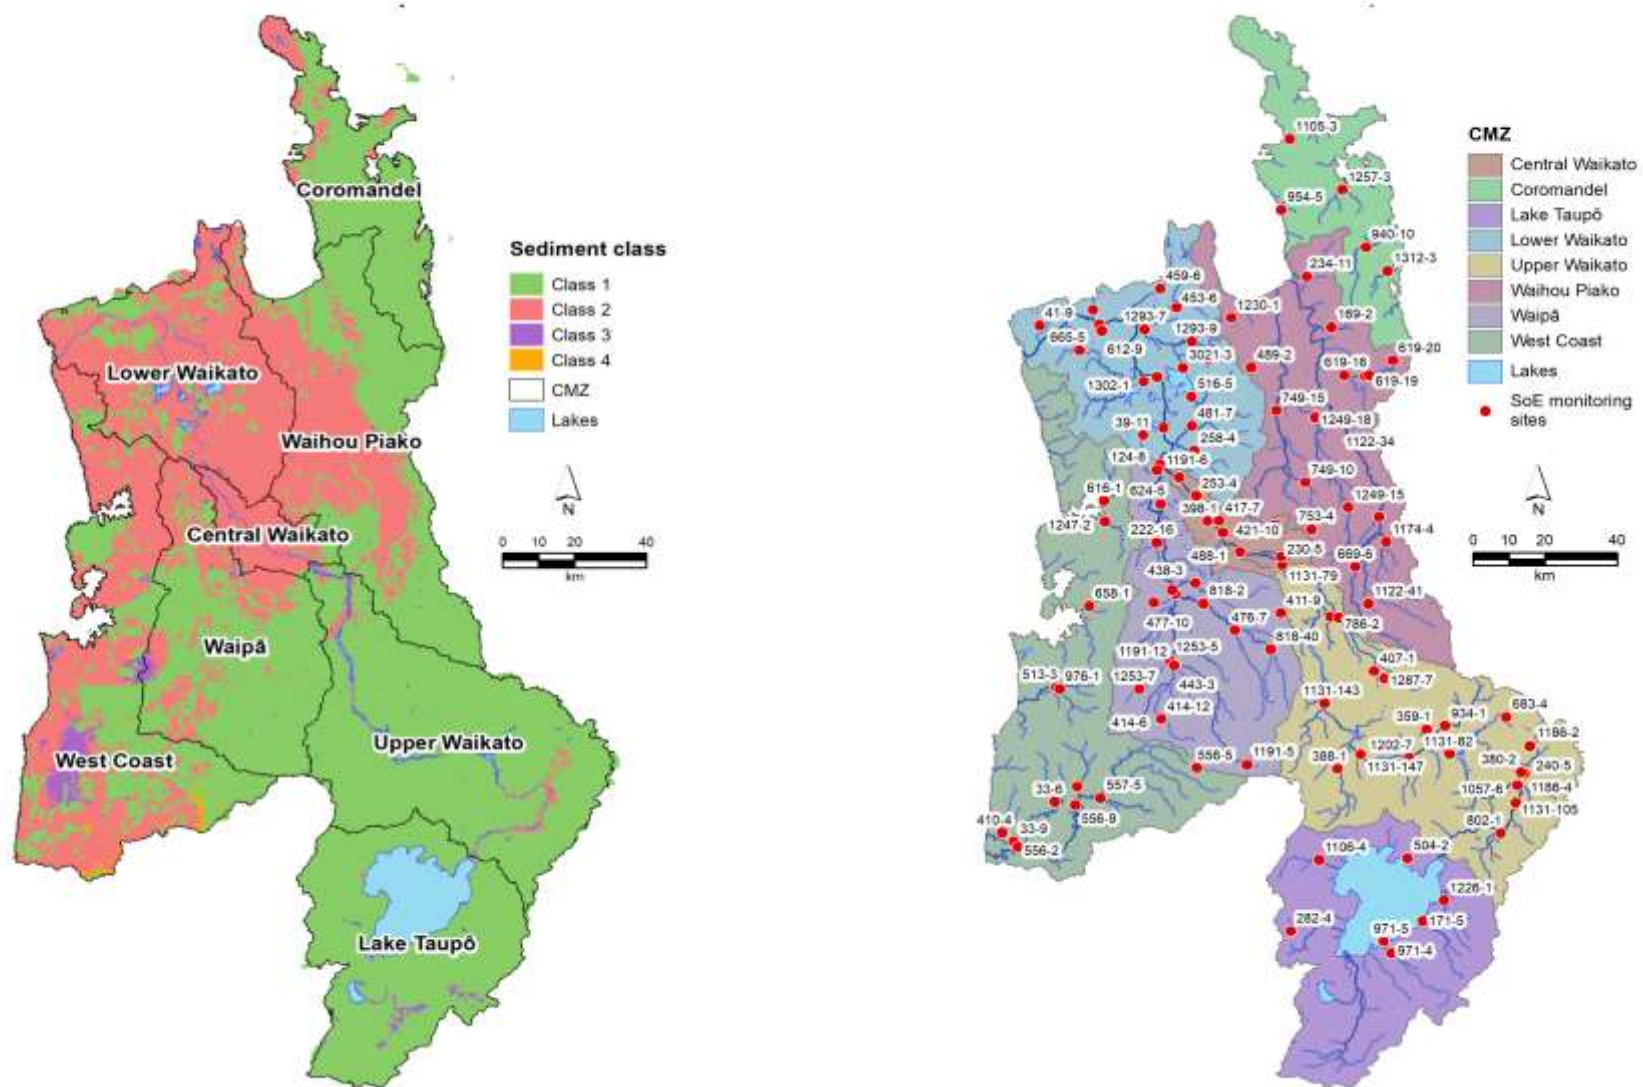 Coromandel
Sediment class
Class 1
Class 2
Class 3
Class 4
CMZ
Lakes
N
0 10 20 40
km
Lower Waikato
Waihou Piako
Central Waikato
Waipā
West Coast
Upper Waikato
Lake Taupō
CMZ
Central Waikato
Coromandel
Lake Taupō
Lower Waikato
Upper Waikato
Waihou Piako
Waipā
West Coast
Lakes
SoE monitoring
sites
N
0 10 20 40
km
1105-3
1257-3
954-5
940-10
1312-3
234-11
459-6
453-6
1230-1
169-2
41-9
1293-7
1293-9
665-5
612-9
3021-3
489-2
619-20
619-18
619-19
1302-1
516-5
749-15
1249-18
39-11
481-7
258-4
1122-34
124-8
1191-6
749-10
253-4
616-1
624-5
1249-15
398-1
417-7
753-4
1247-2
421-10
1174-4
222-16
488-1
230-5
669-6
438-3
1131-79
658-1
818-2
411-9
1122-41
477-10
476-7
786-2
818-40
1191-12
1253-5
407-1
1287-7
513-3
976-1
1253-7
443-3
1131-143
683-4
414-12
414-6
359-1
934-1
1186-2
556-5
1191-5
388-1
1202-7
1131-82
380-2
240-5
1131-147
1057-6
1186-4
33-6
557-5
1131-105
556-9
802-1
410-4
33-9
556-2
1106-4
504-2
1226-1
282-4
171-5
971-5
971-4